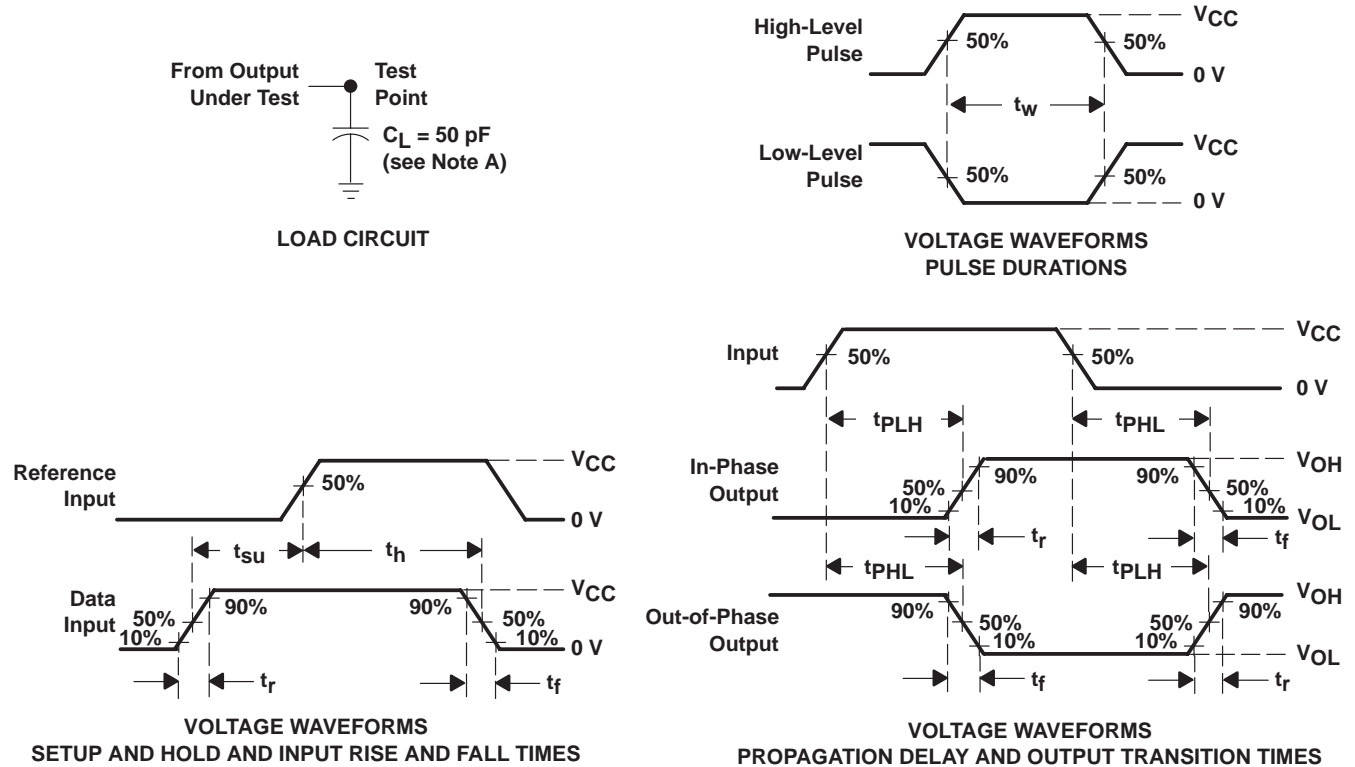 From Output
Under Test
Test
Point
CL = 50 pF
(see Note A)
LOAD CIRCUIT
High-Level
Pulse
50%
50%
VCC
0 V
tw
Low-Level
Pulse
50%
50%
VCC
0 V
VOLTAGE WAVEFORMS
PULSE DURATIONS
Reference
Input
50%
VCC
0 V
tsu
th
Data
Input
50%
10%
90%
90%
50%
10%
VCC
0 V
tr
tf
VOLTAGE WAVEFORMS
SETUP AND HOLD AND INPUT RISE AND FALL TIMES
Input
50%
50%
VCC
0 V
tPLH
tPHL
In-Phase
Output
50%
10%
90%
90%
50%
10%
VOH
VOL
tr
tf
tPHL
tPLH
Out-of-Phase
Output
90%
50%
10%
50%
10%
90%
VOH
VOL
tf
tr
VOLTAGE WAVEFORMS
PROPAGATION DELAY AND OUTPUT TRANSITION TIMES